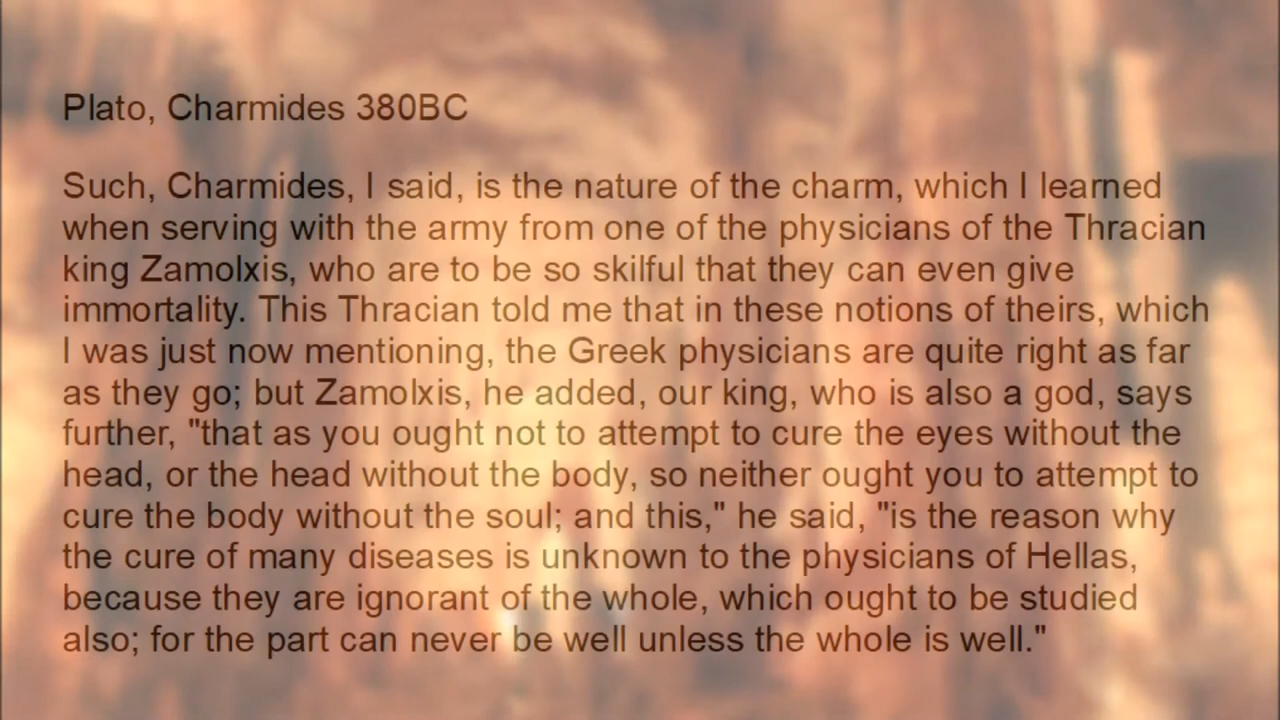 Plato, Charmides 380BC
Such, Charmides, I said, is the nature of the charm, which I learned
when serving with the army from one of the physicians of the Thracian
king Zamolxis, who are to be so skilful that they can even give
immortality. This Thracian told me that in these notions of theirs, which
I was just now mentioning, the Greek physicians are quite right as far
as they go; but Zamolxis, he added, our king, who is also a god, says
further, "that as you ought not to attempt to cure the eyes without the
head, or the head without the body, so neither ought you to attempt to
cure the body without the soul; and this," he said, "is the reason why
the cure of many diseases is unknown to the physicians of Hellas,
because they are ignorant of the whole, which ought to be studied
also; for the part can never be well unless the whole is well."